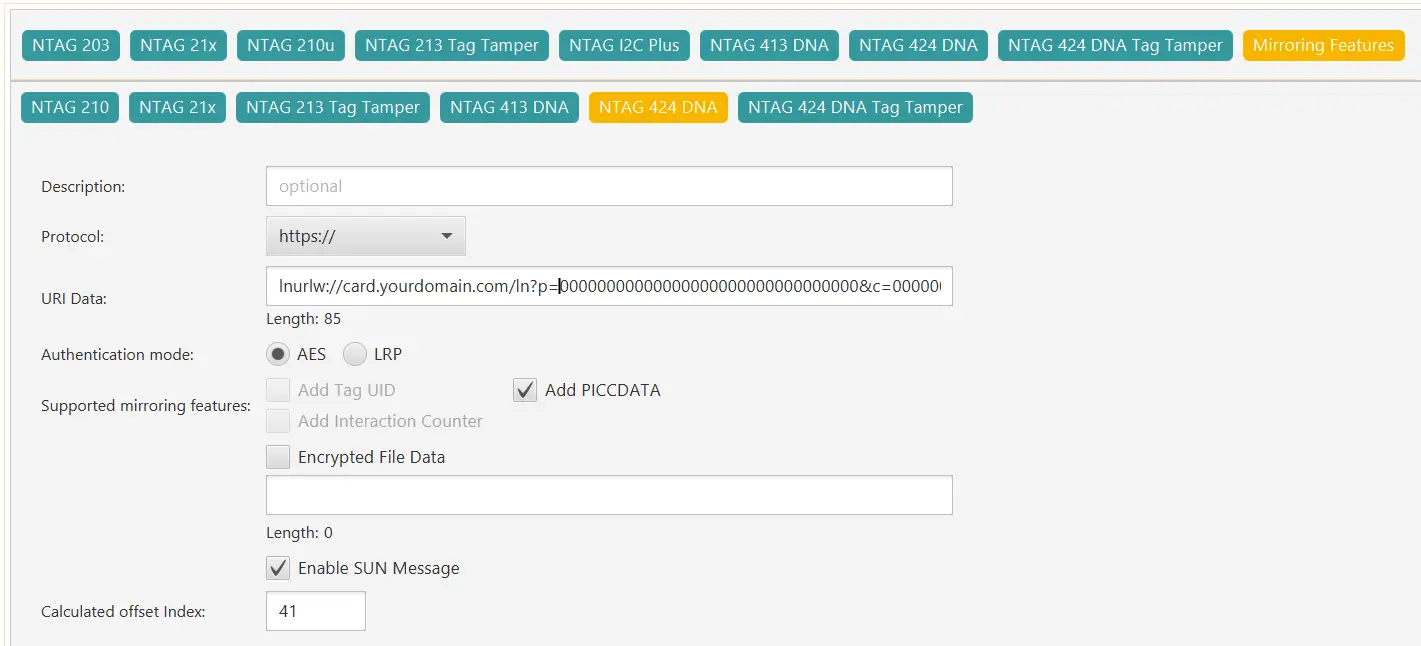 NTAG 203 NTAG 21x NTAG 210u NTAG 213 Tag Tamper NTAG I2C Plus NTAG 413 DNA NTAG 424 DNA NTAG 424 DNA Tag Tamper Mirroring Features
NTAG 210 NTAG 21x NTAG 213 Tag Tamper NTAG 413 DNA NTAG 424 DNA NTAG 424 DNA Tag Tamper
Description: optional
Protocol: https://
URI Data: lnurlw://card.yourdomain.com/ln?p=00000000000000000000000000000000&c=00000
Length: 85
Authentication mode: AES LRP
Supported mirroring features: Add Tag UID Add PICCDATA
Add Interaction Counter
Encrypted File Data
Length: 0
Enable SUN Message
Calculated offset Index: 41